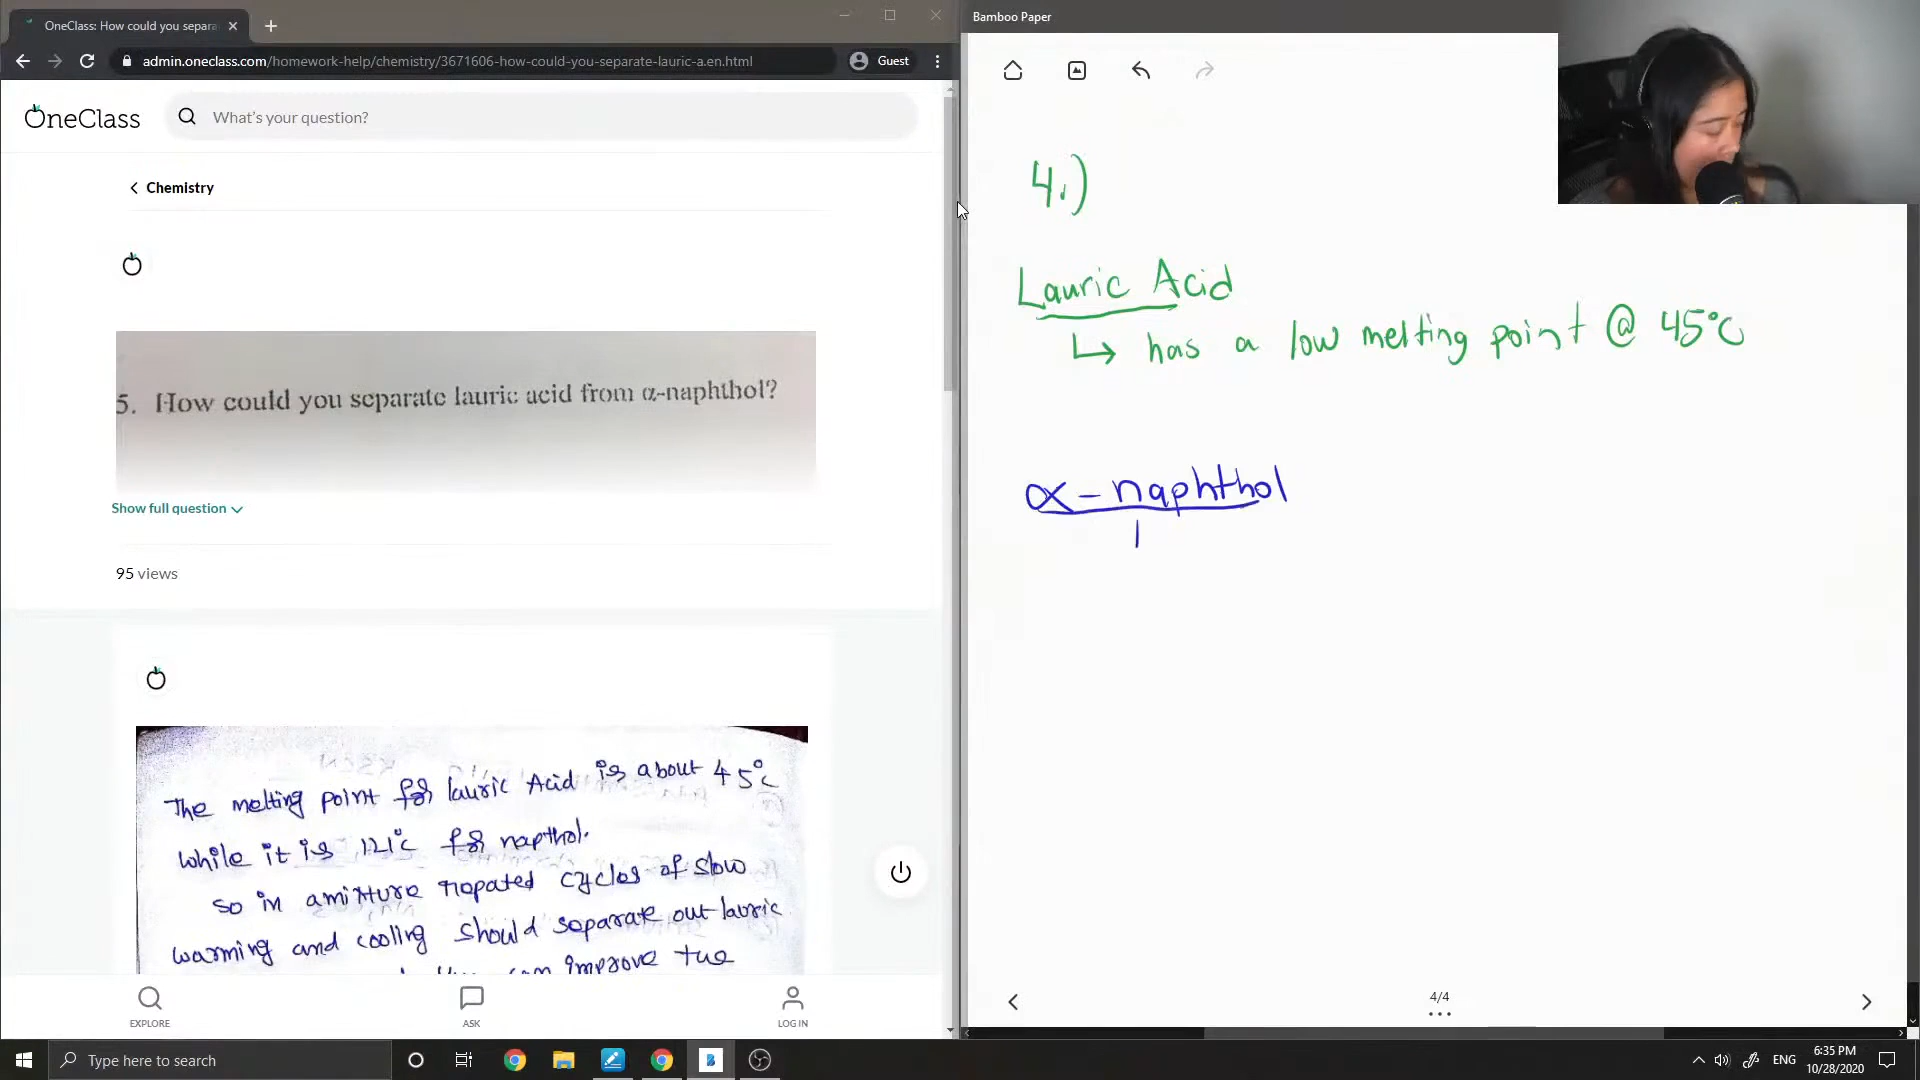 OneClass: How could you separa
Bamboo Paper
admin.oneclass.com/homework-help/chemistry/3671606-how-could-you-separate-lauric-a.en.html
Guest
OneClass
What's your question?
Chemistry
5. How could you separate lauric acid from α-naphthol?
Show full question
95 views
The melting point for lauric Acid is about 45°c
while it is 121°c for napthol.
so in a mixture repated cycles of slow
warming and cooling should separate out lauric
can improve the
EXPLORE
ASK
LOG IN
4.)
Lauric Acid
↳ has a low melting point @ 45°C
α-naphthol
4/4
Type here to search
ENG
6:35 PM
10/28/2020